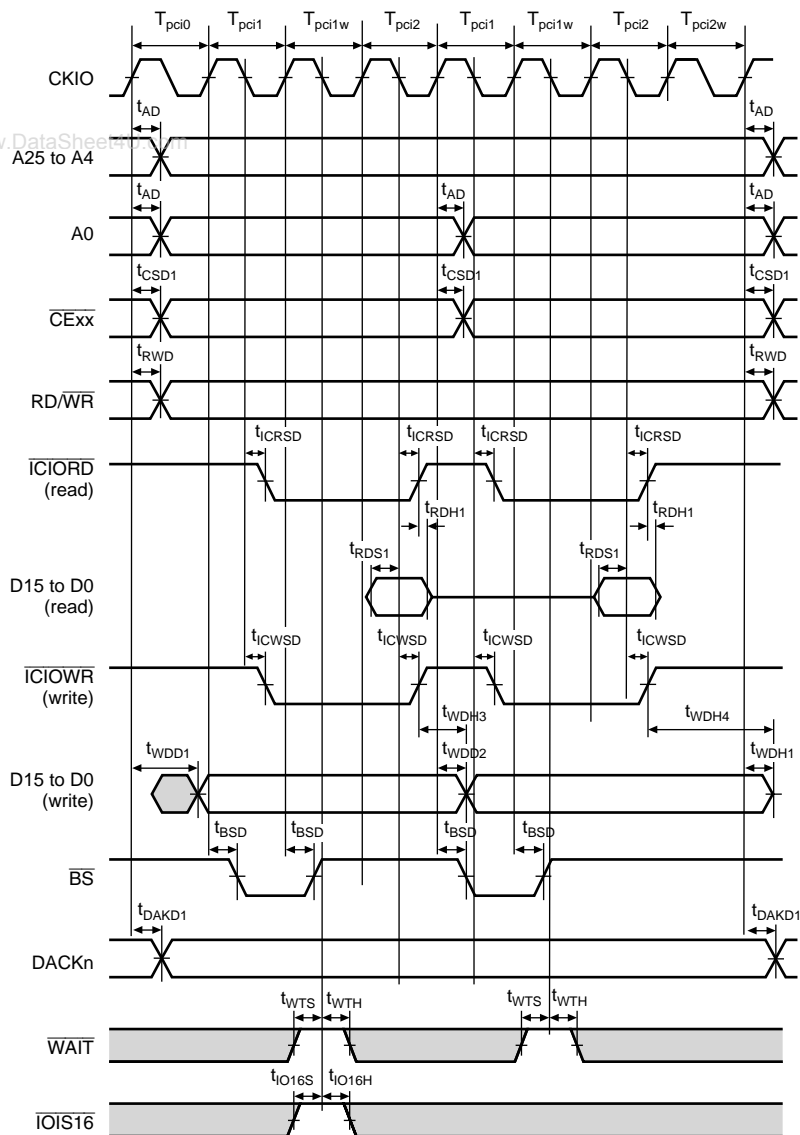 Tpci0 Tpci1 Tpci1w Tpci2 Tpci1 Tpci1w Tpci2 Tpci2w
CKIO
tAD tAD
w.DataSheet4U.com
A25 to A4
tAD tAD tAD
A0
tCSD1 tCSD1 tCSD1
CExx
tRWD tRWD
RD/WR
tICRSD tICRSD tICRSD tICRSD
ICIORD
(read)
tRDH1 tRDH1
tRDS1 tRDS1
D15 to D0
(read)
tICWSD tICWSD tICWSD tICWSD
ICIOWR
(write)
tWDH3 tWDH4
tWDD1 tWDD2 tWDH1
D15 to D0
(write)
tBSD tBSD tBSD tBSD
BS
tDAKD1 tDAKD1
DACKn
tWTS tWTH tWTS tWTH
WAIT
tIO16S tIO16H
IOIS16